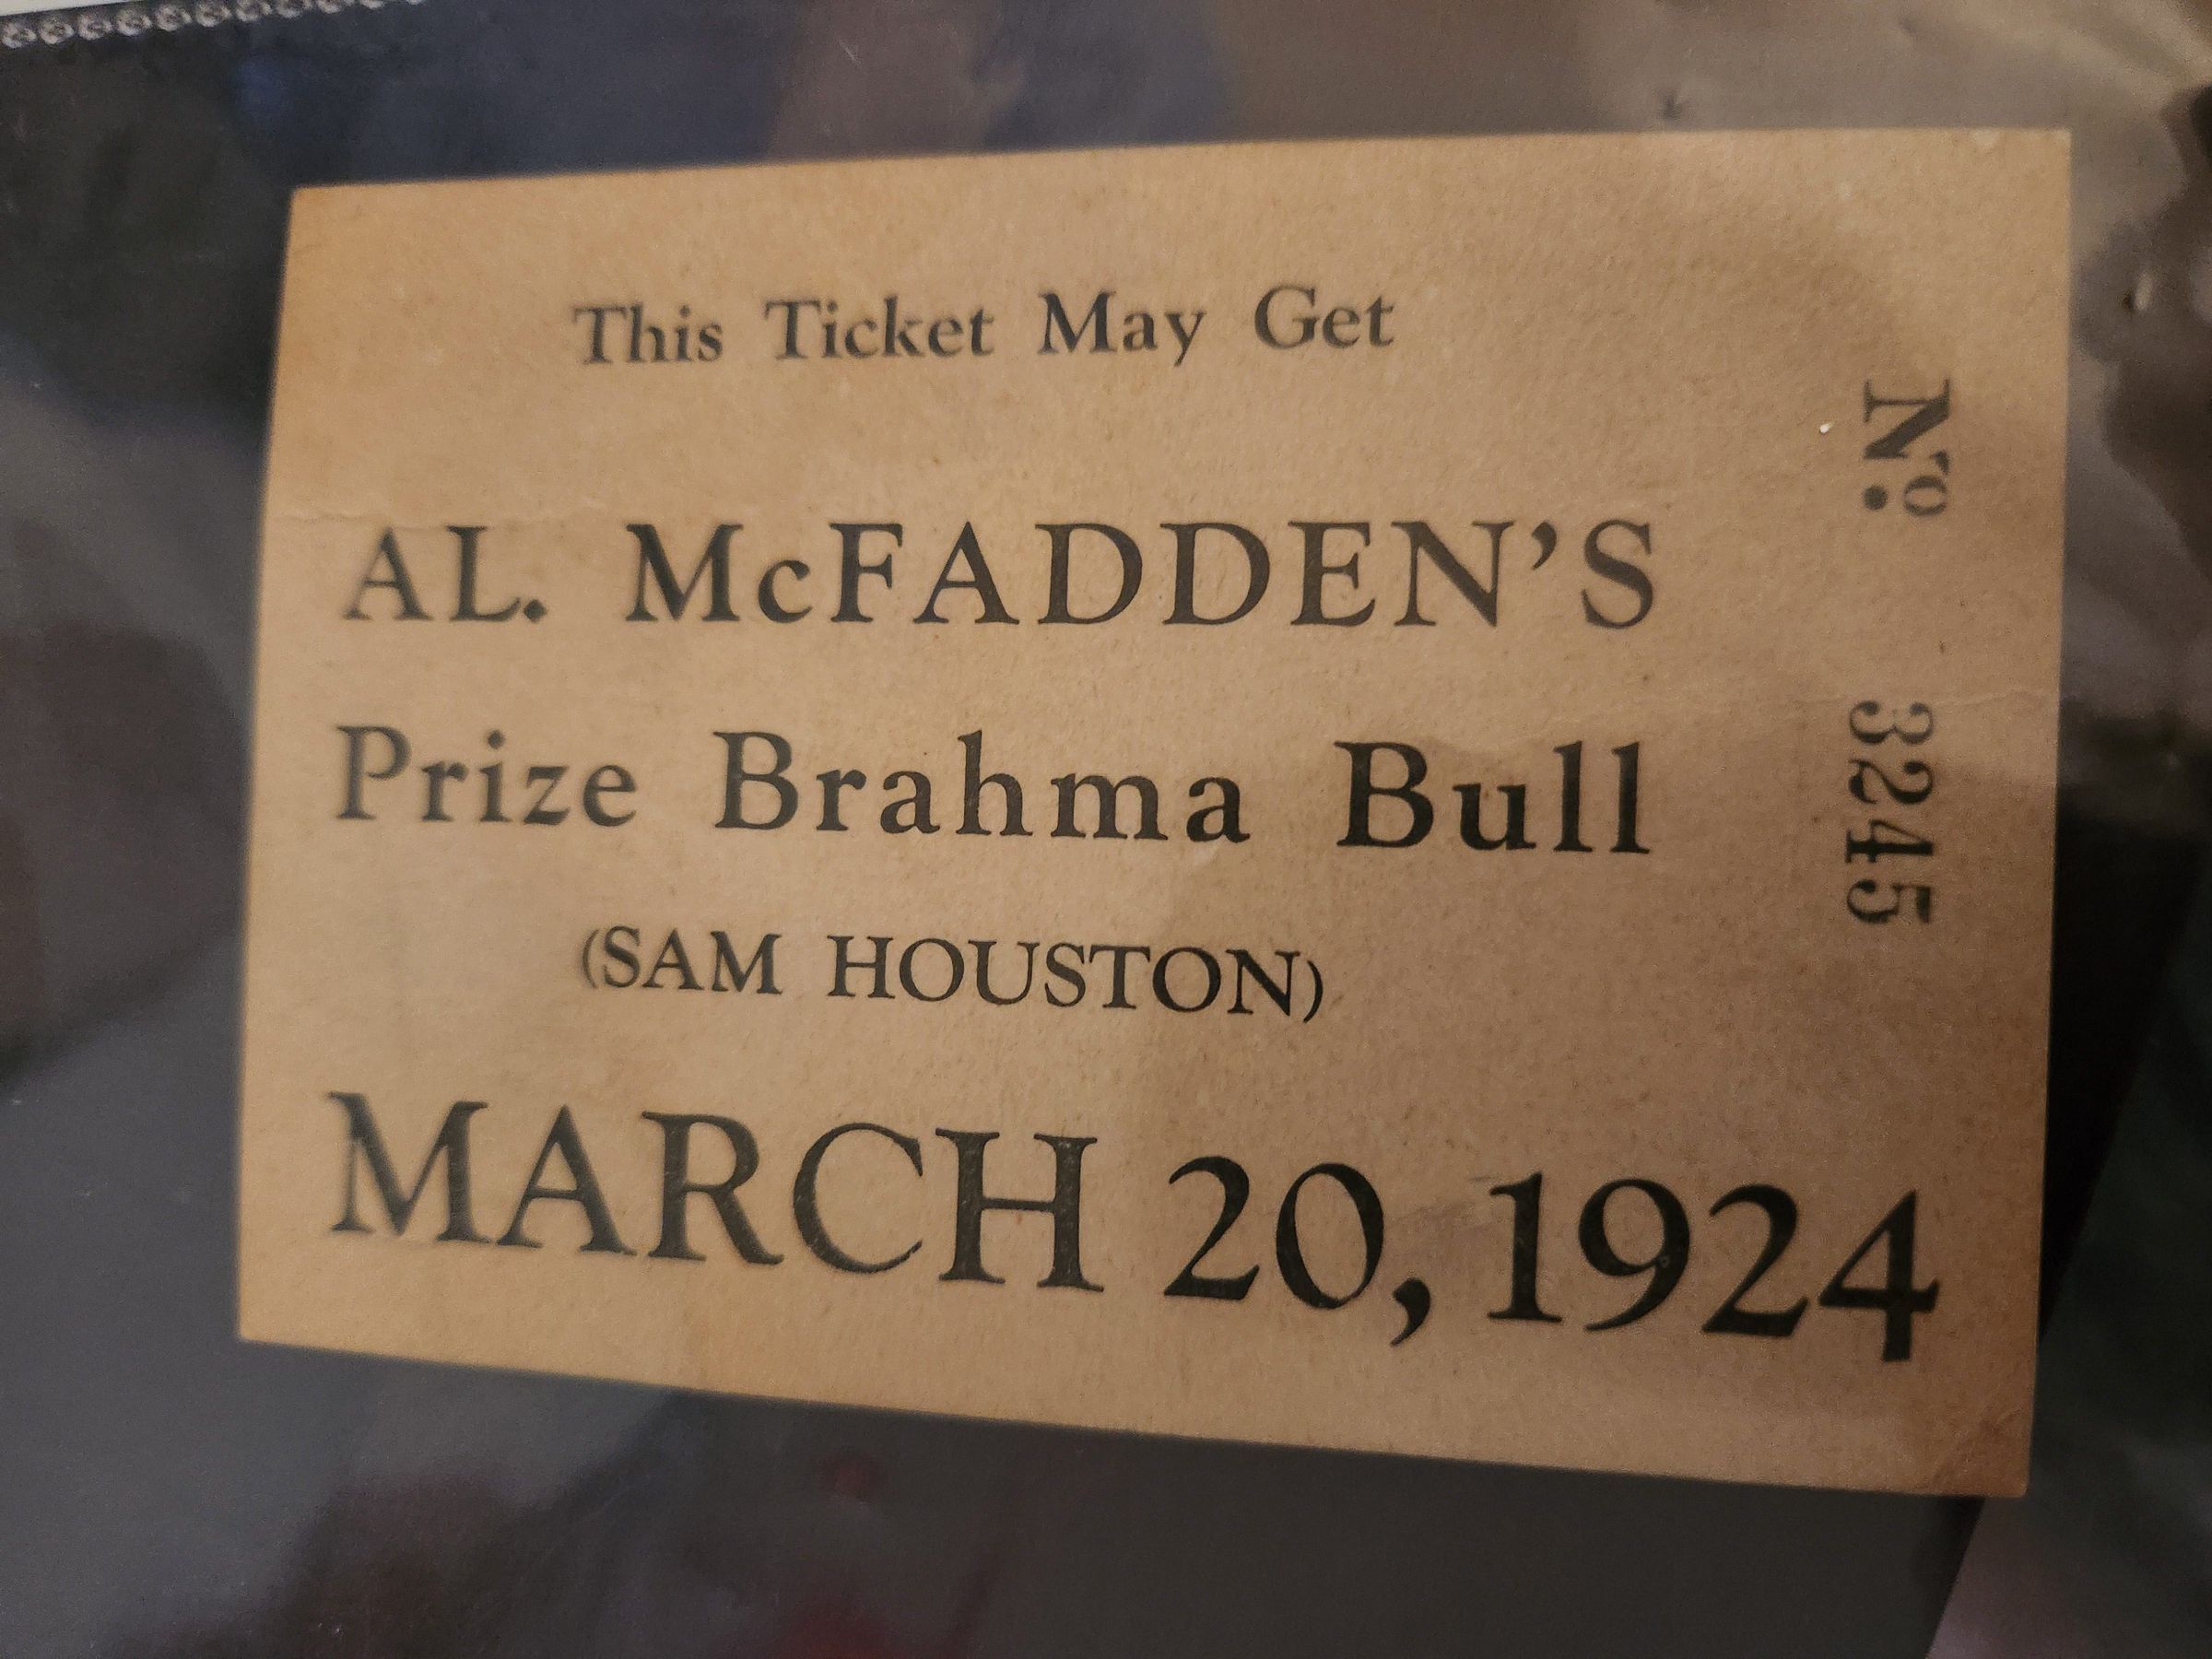 This Ticket May Get
AL. McFADDEN'S
Prize Brahma Bull
(SAM HOUSTON)
MARCH 20, 1924
Nº. 3245